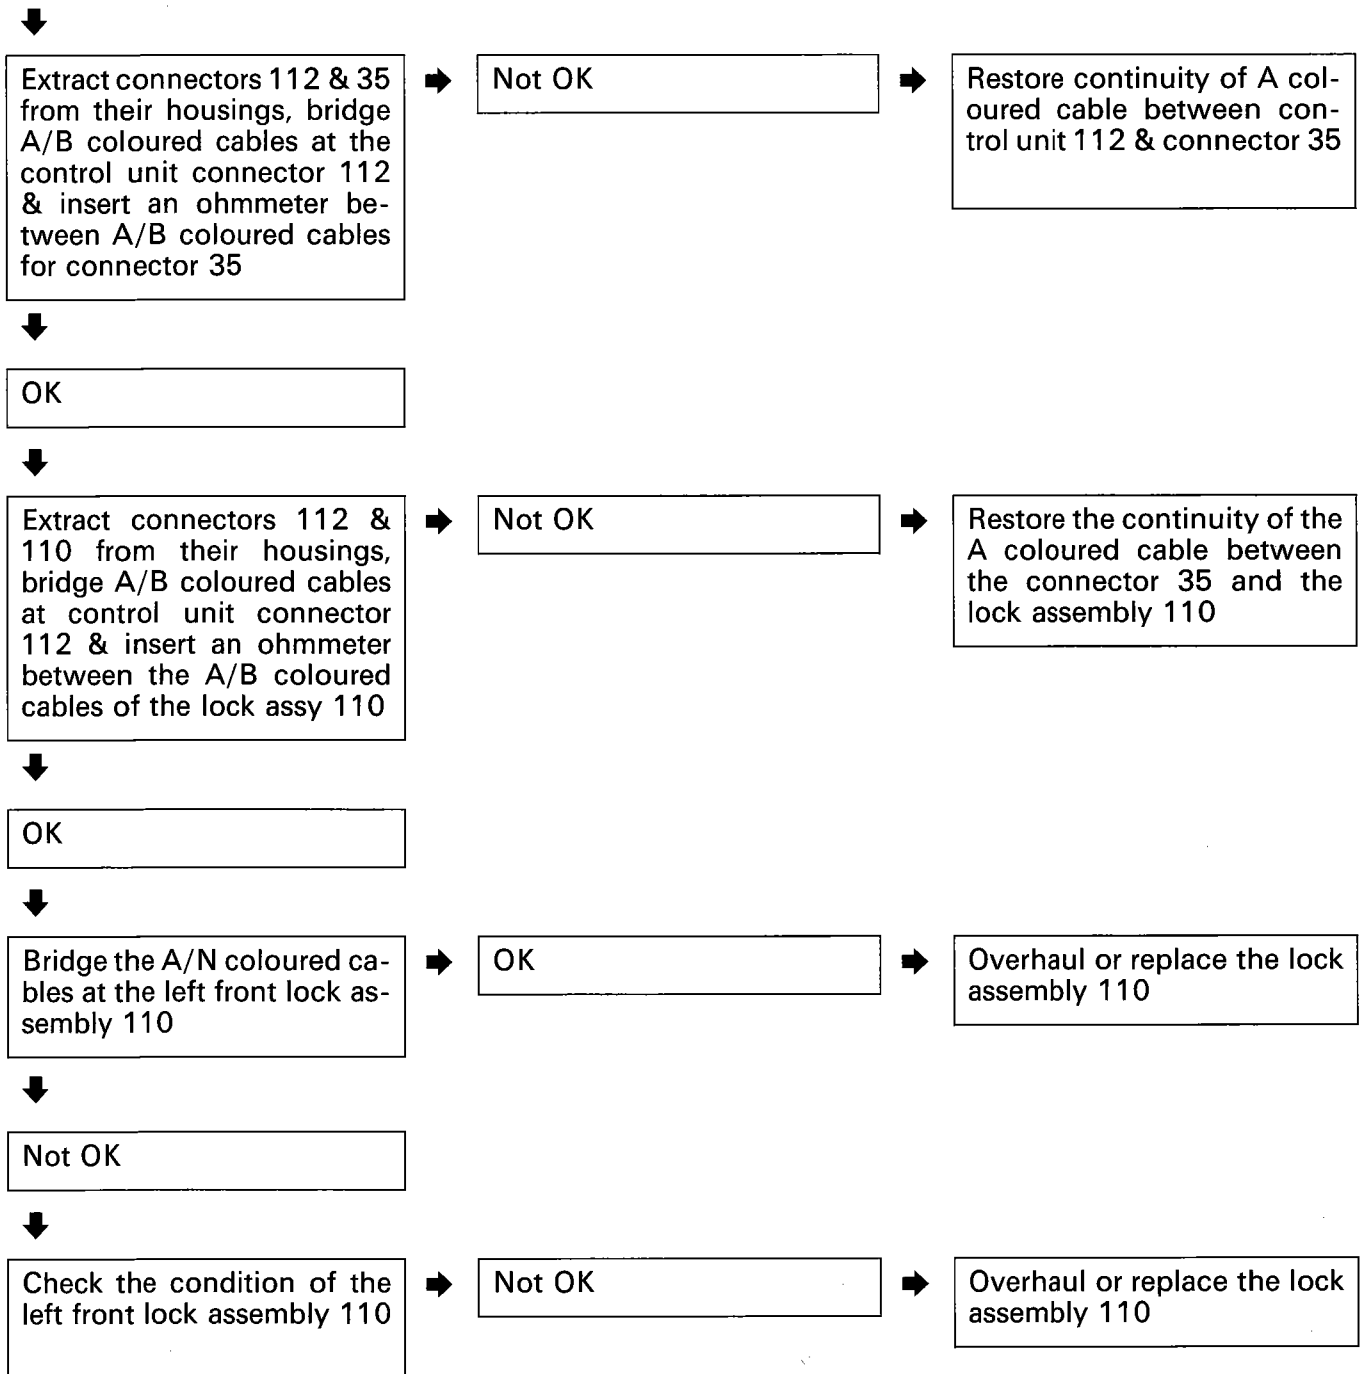 Extract connectors 112 & 35
from their housings, bridge
A/B coloured cables at the
control unit connector 112
& insert an ohmmeter be-
tween A/B coloured cables
for connector 35
Not OK
Restore continuity of A col-
oured cable between con-
trol unit 112 & connector 35
OK
Extract connectors 112 &
110 from their housings,
bridge A/B coloured cables
at control unit connector
112 & insert an ohmmeter
between the A/B coloured
cables of the lock assy 110
Not OK
Restore the continuity of the
A coloured cable between
the connector 35 and the
lock assembly 110
OK
Bridge the A/N coloured ca-
bles at the left front lock as-
sembly 110
OK
Overhaul or replace the lock
assembly 110
Not OK
Check the condition of the
left front lock assembly 110
Not OK
Overhaul or replace the lock
assembly 110